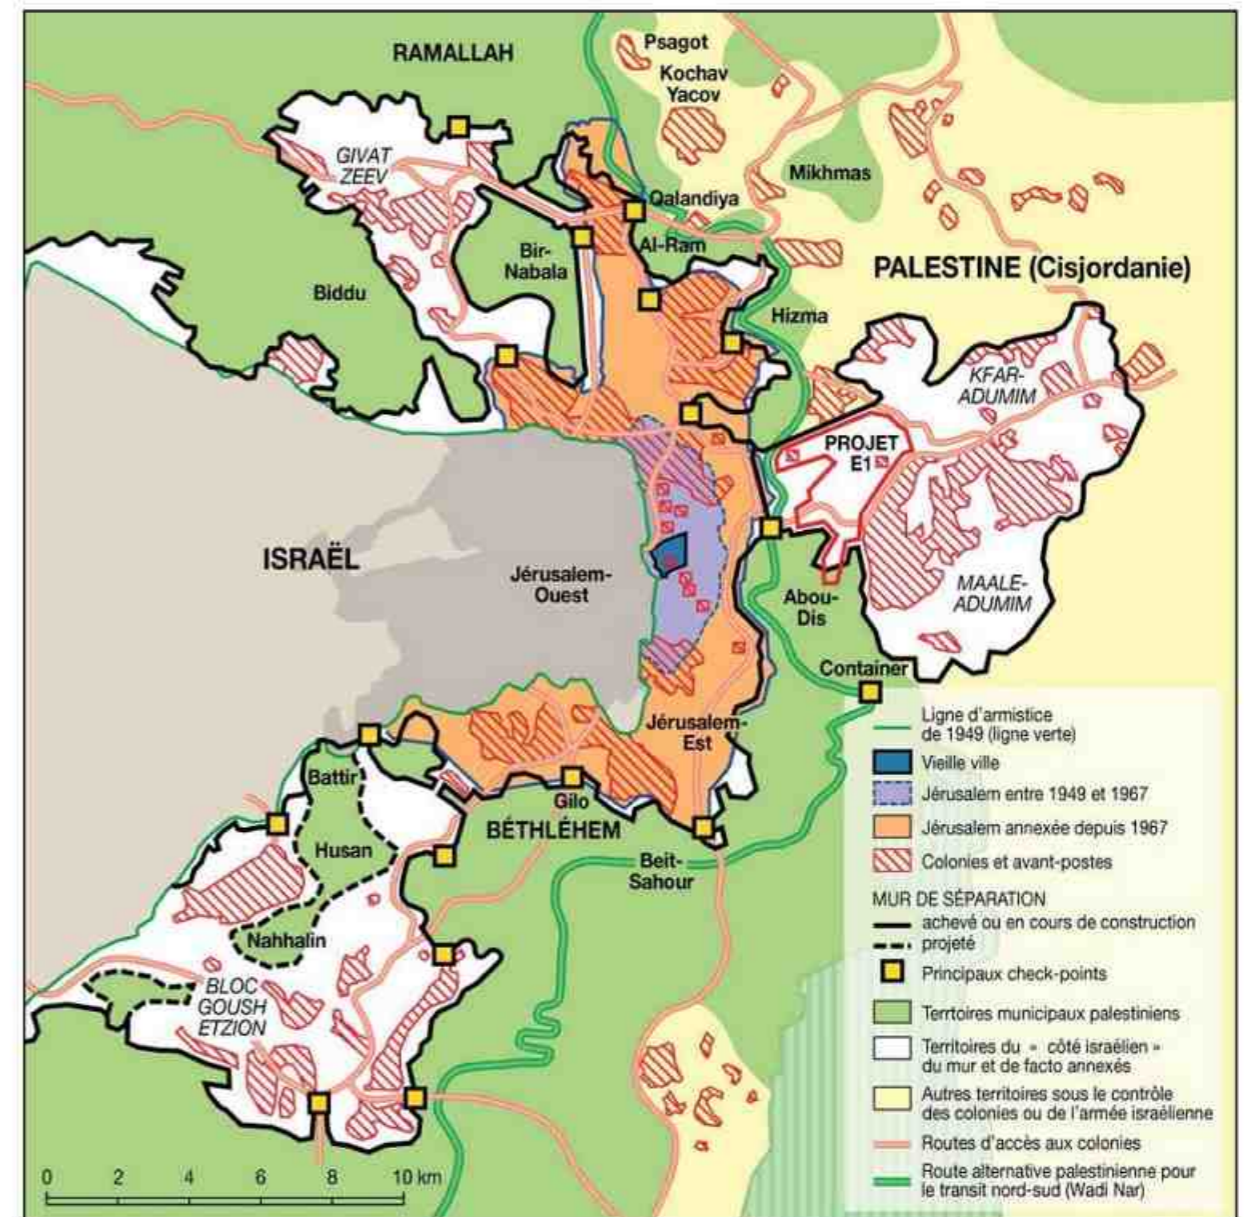 RAMALLAH
Psagot
Kochav
Yacov
GIVAT
ZEEV
Mikhmas
Qalandiya
Bir-
Nabala
Al-Ram
PALESTINE (Cisjordanie)
Biddu
Hizma
KFAR-
ADUMIM
PROJET
E1
ISRAËL
Jérusalem-
Ouest
MAALE-
ADUMIM
Abou-
Dis
Container
Jérusalem-
Est
Battir
Gilo
BÉTHLÉHEM
Husan
Beit-
Sahour
Nahhalin
BLOC
GOUSH
ETZION
Ligne d'armistice
de 1949 (ligne verte)
Vieille ville
Jérusalem entre 1949 et 1967
Jérusalem annexée depuis 1967
Colonies et avant-postes
MUR DE SÉPARATION
achevé ou en cours de construction
projeté
Principaux check-points
Terrtoires municipaux palestiniens
Territoires du « côté israélien »
du mur et de facto annexés
Autres territoires sous le contrôle
des colonies ou de l'armée israélienne
Routes d'accès aux colonies
Route alternative palestinienne pour
le transit nord-sud (Wadi Nar)
0 2 4 6 8 10 km